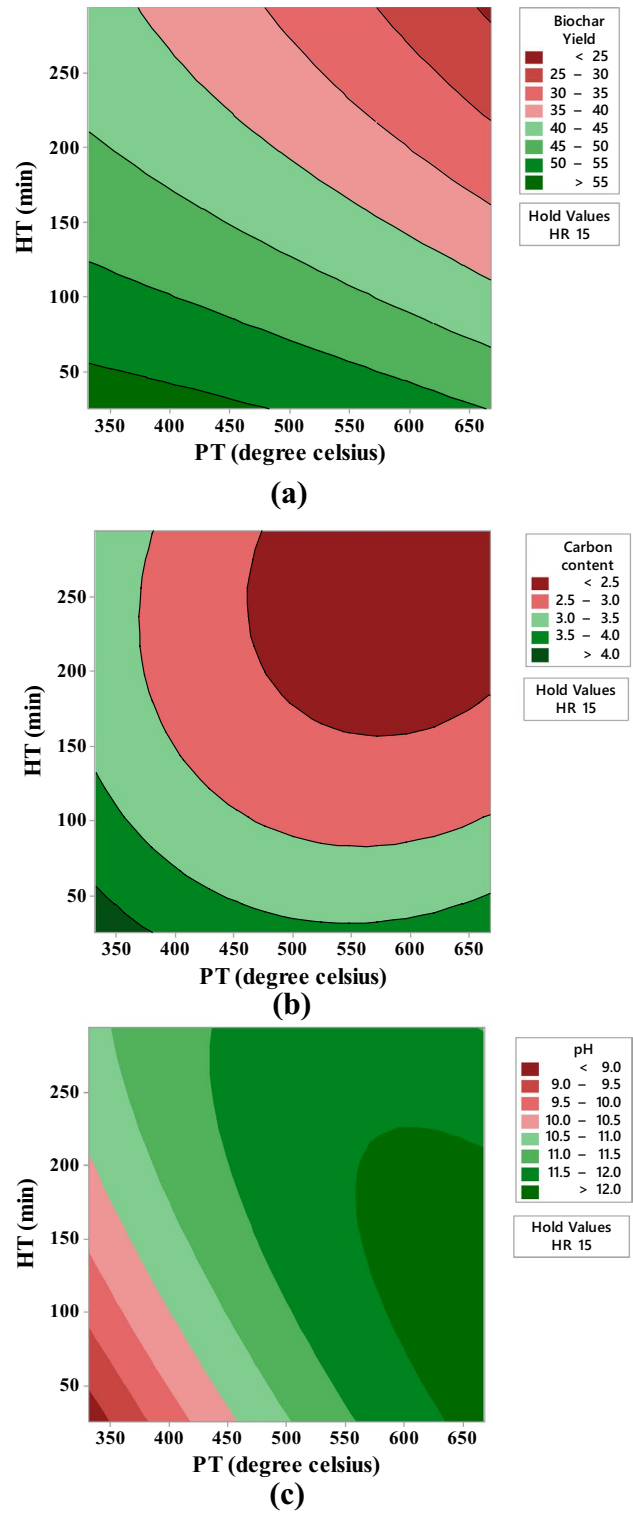 Biochar
Yield
< 25
25 – 30
30 – 35
35 – 40
40 – 45
45 – 50
50 – 55
> 55
Hold Values
HR 15
250
200
150
100
50
HT (min)
350 400 450 500 550 600 650
PT (degree celsius)
(a)
Carbon
content
< 2.5
2.5 – 3.0
3.0 – 3.5
3.5 – 4.0
> 4.0
Hold Values
HR 15
250
200
150
100
50
HT (min)
350 400 450 500 550 600 650
PT (degree celsius)
(b)
pH
< 9.0
9.0 – 9.5
9.5 – 10.0
10.0 – 10.5
10.5 – 11.0
11.0 – 11.5
11.5 – 12.0
> 12.0
Hold Values
HR 15
250
200
150
100
50
HT (min)
350 400 450 500 550 600 650
PT (degree celsius)
(c)